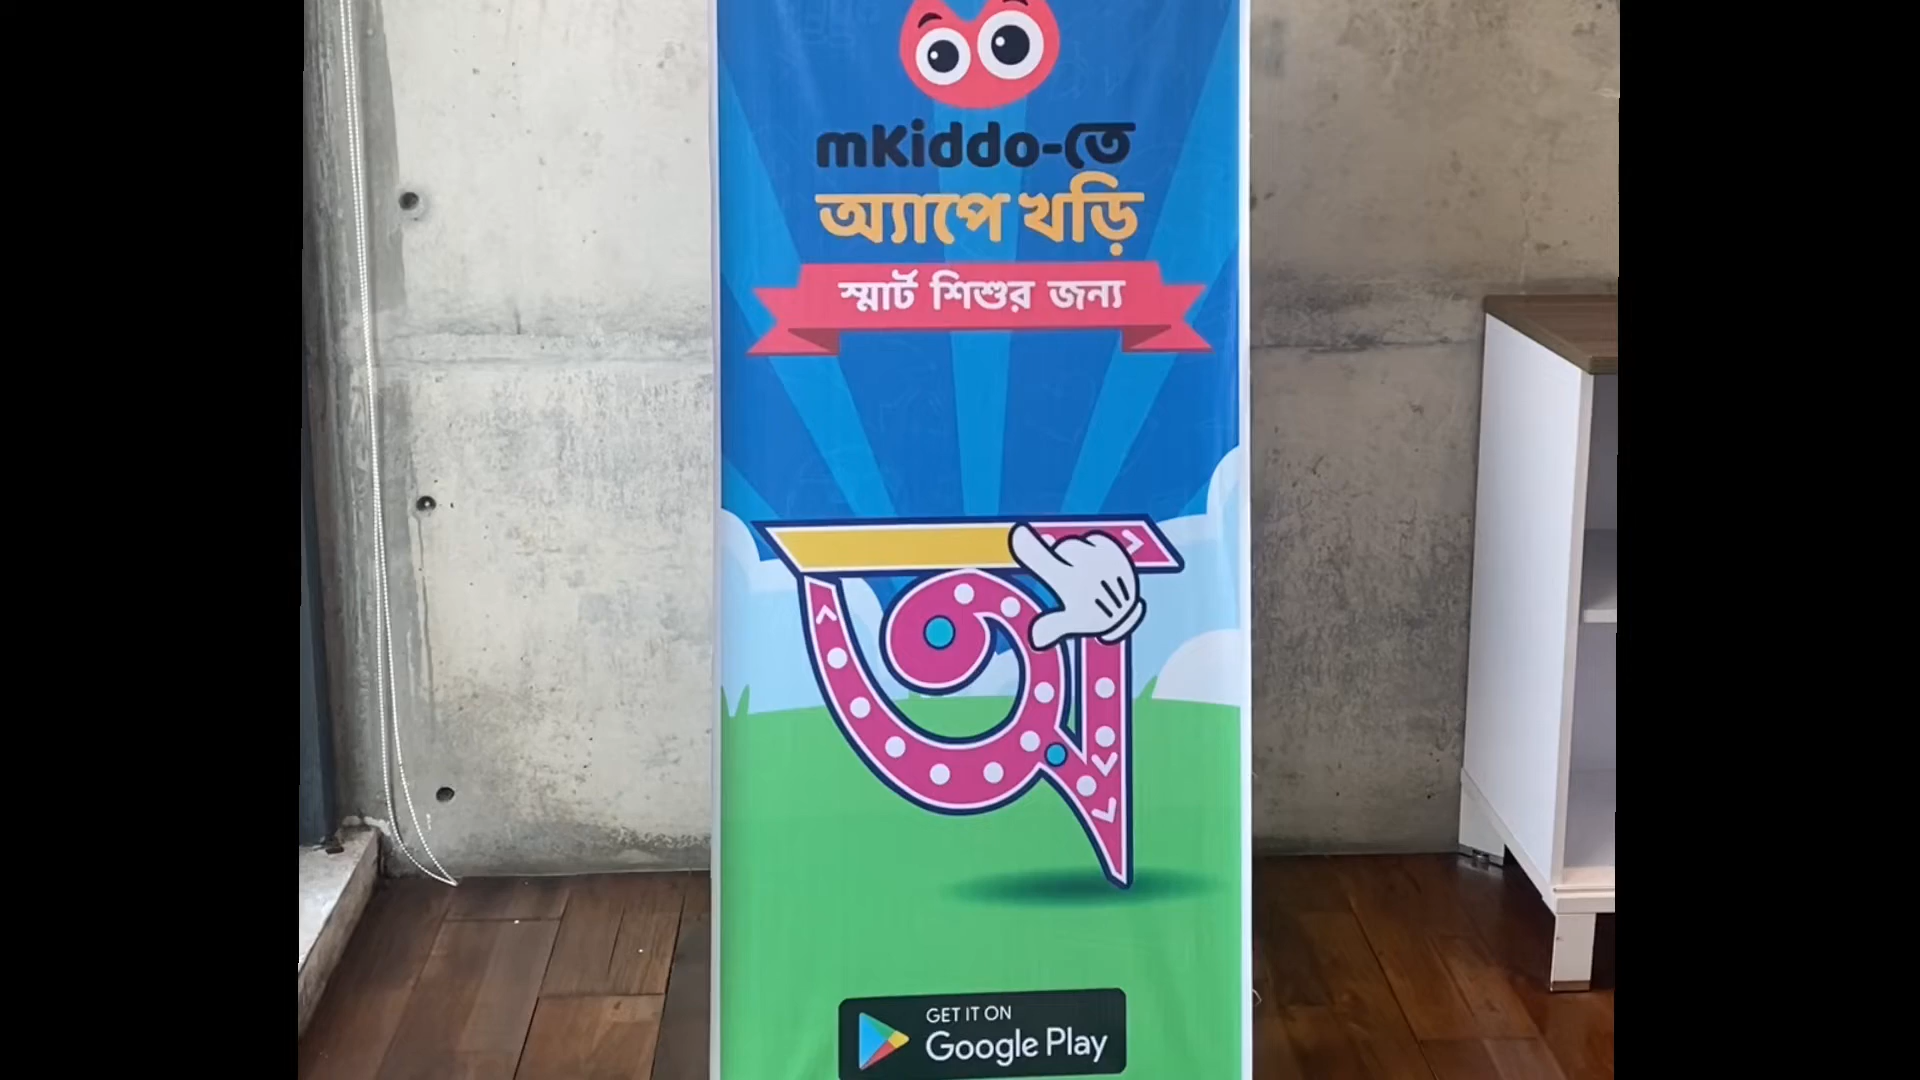 mKiddo-তে
অ্যাপে খড়ি
স্মার্ট শিশুর জন্য
অ
GET IT ON
Google Play